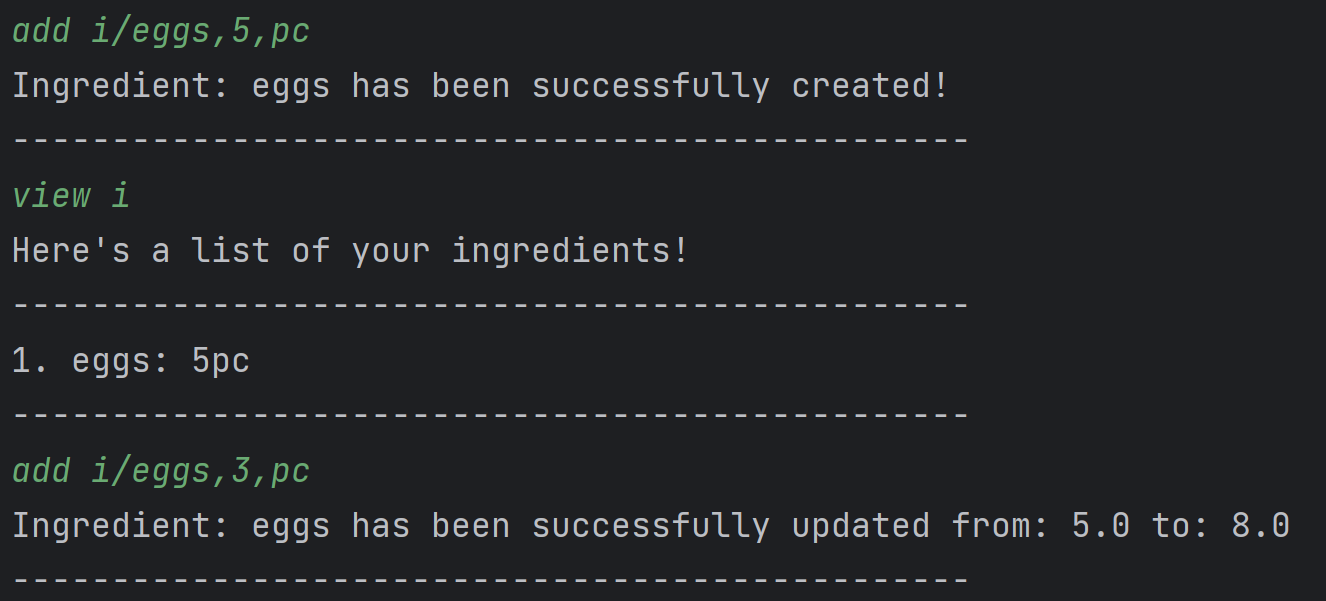 add i/eggs,5,pc
Ingredient: eggs has been successfully created!
------------------------------------------------
view i
Here's a list of your ingredients!
------------------------------------------------
1. eggs: 5pc
------------------------------------------------
add i/eggs,3,pc
Ingredient: eggs has been successfully updated from: 5.0 to: 8.0
------------------------------------------------